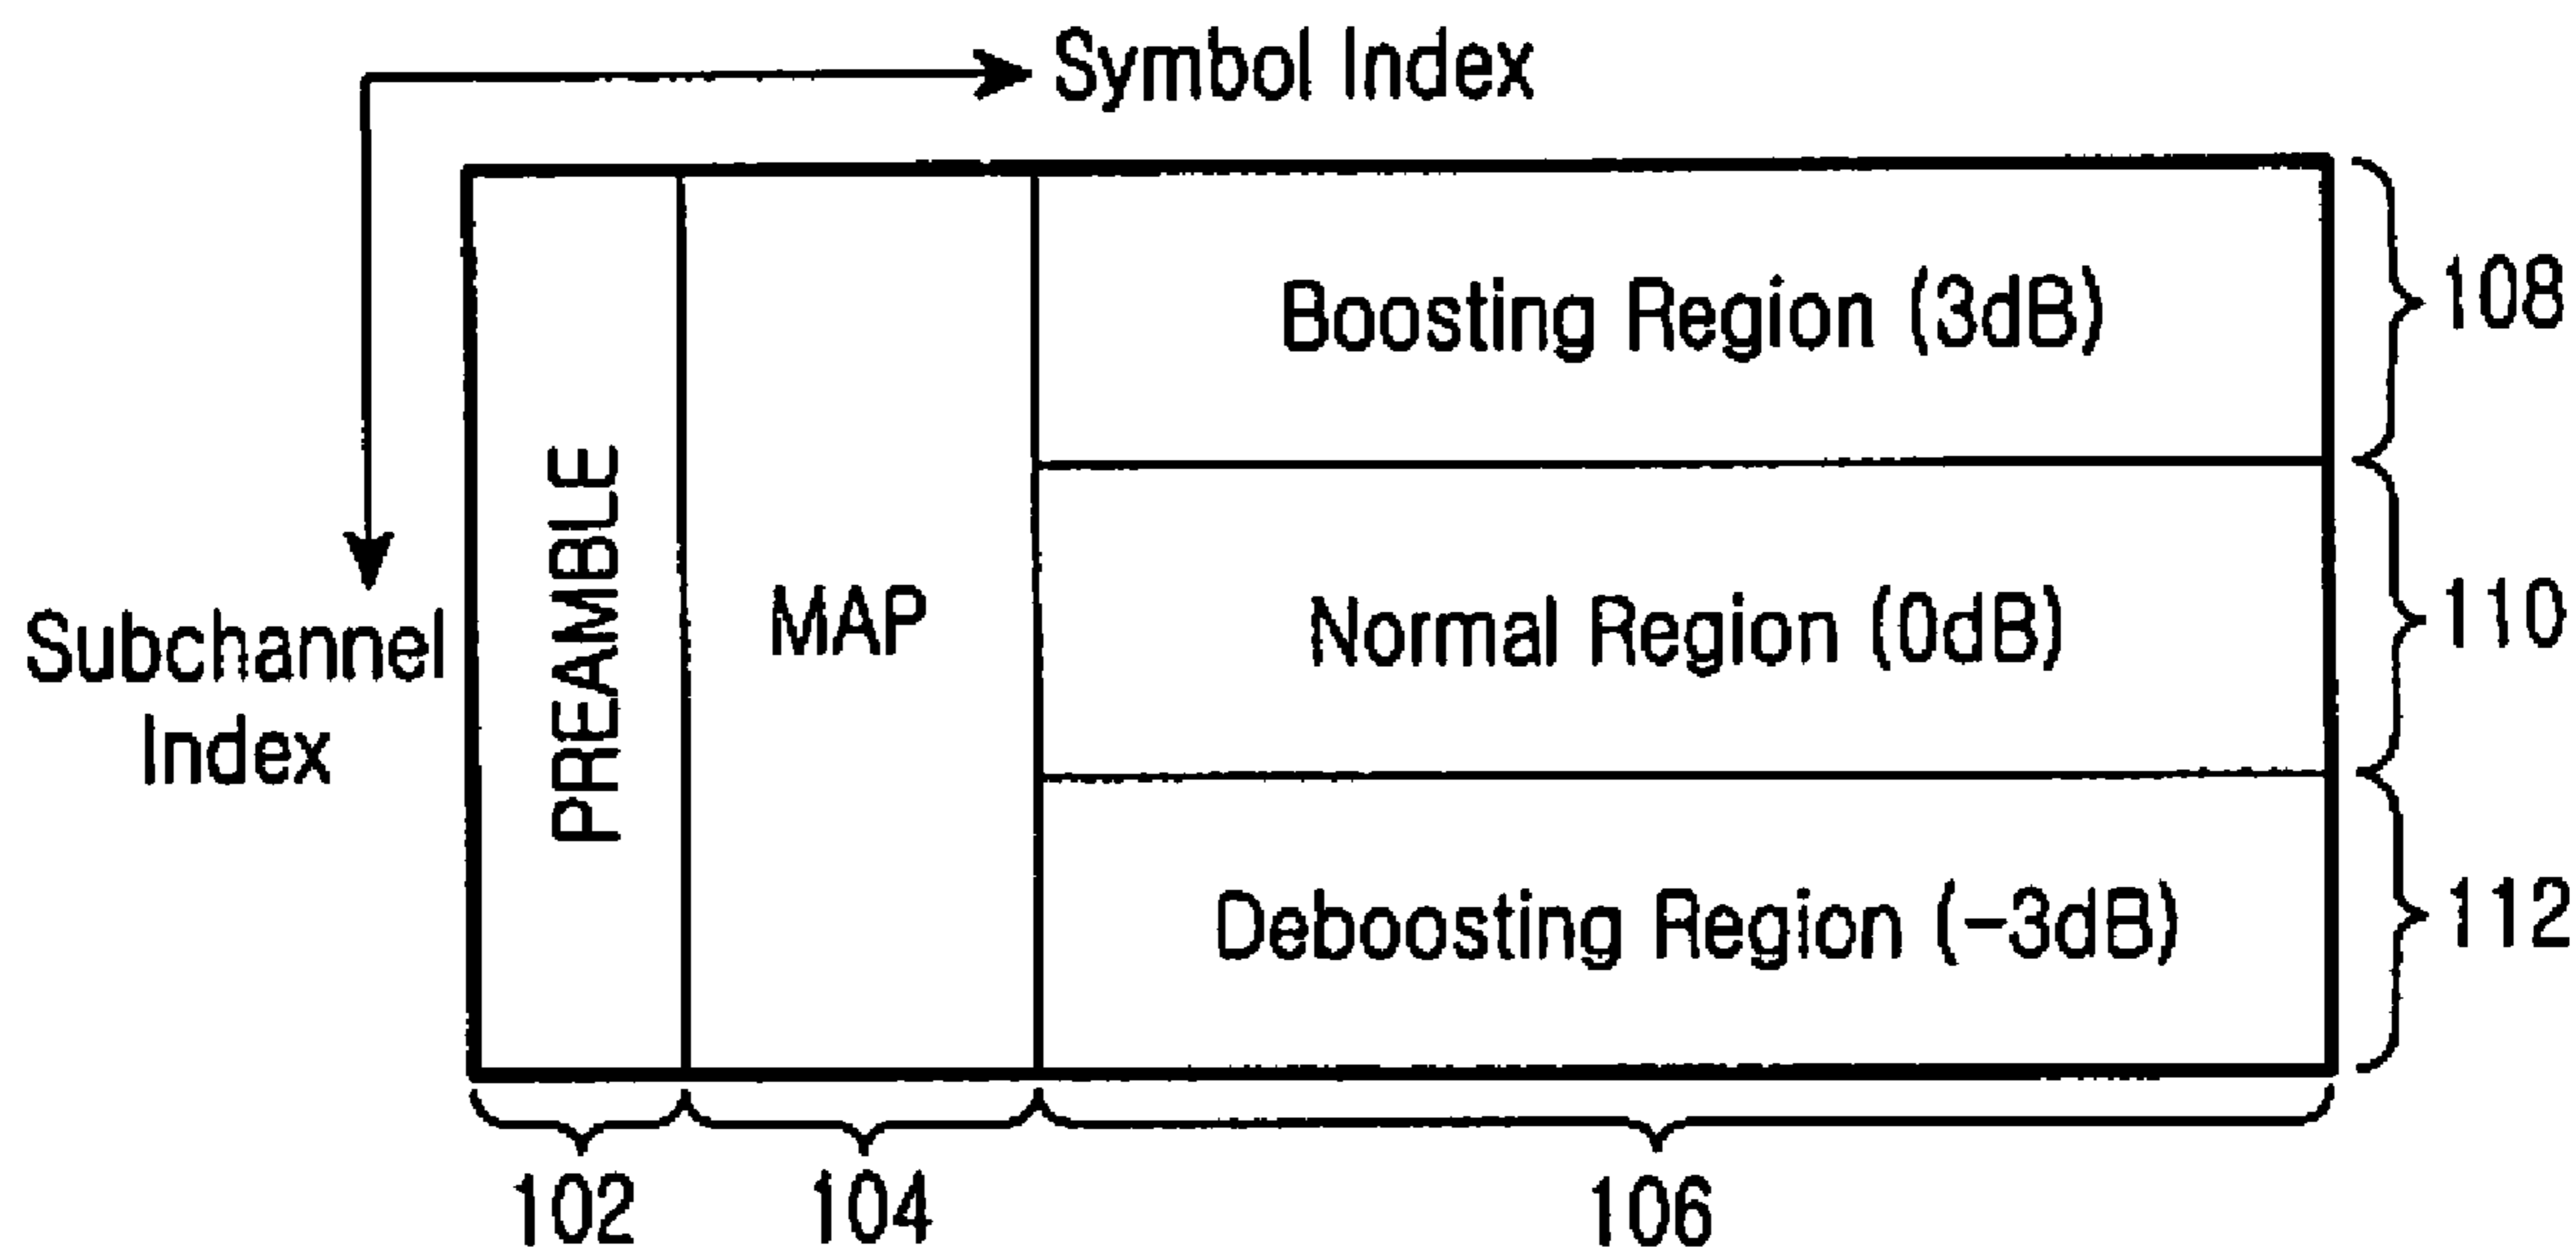 Symbol Index
Subchannel
Index
PREAMBLE
MAP
Boosting Region (3dB)
Normal Region (0dB)
Deboosting Region (-3dB)
108
110
112
102
104
106